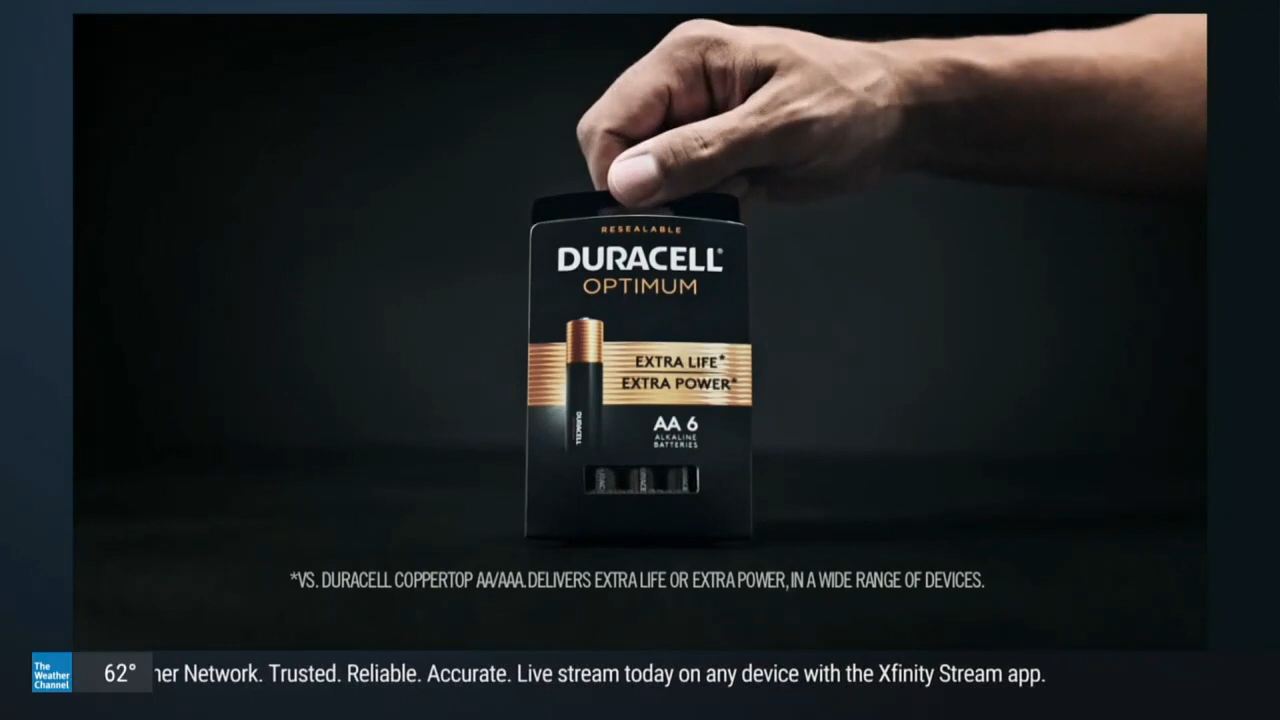 RESEALABLE
DURACELL®
OPTIMUM
EXTRA LIFE*
EXTRA POWER*
DURACELL
AA 6
ALKALINE
BATTERIES
*VS. DURACELL COPPERTOP AA/AAA. DELIVERS EXTRA LIFE OR EXTRA POWER, IN A WIDE RANGE OF DEVICES.
The
Weather
Channel
62°
her Network. Trusted. Reliable. Accurate. Live stream today on any device with the Xfinity Stream app.